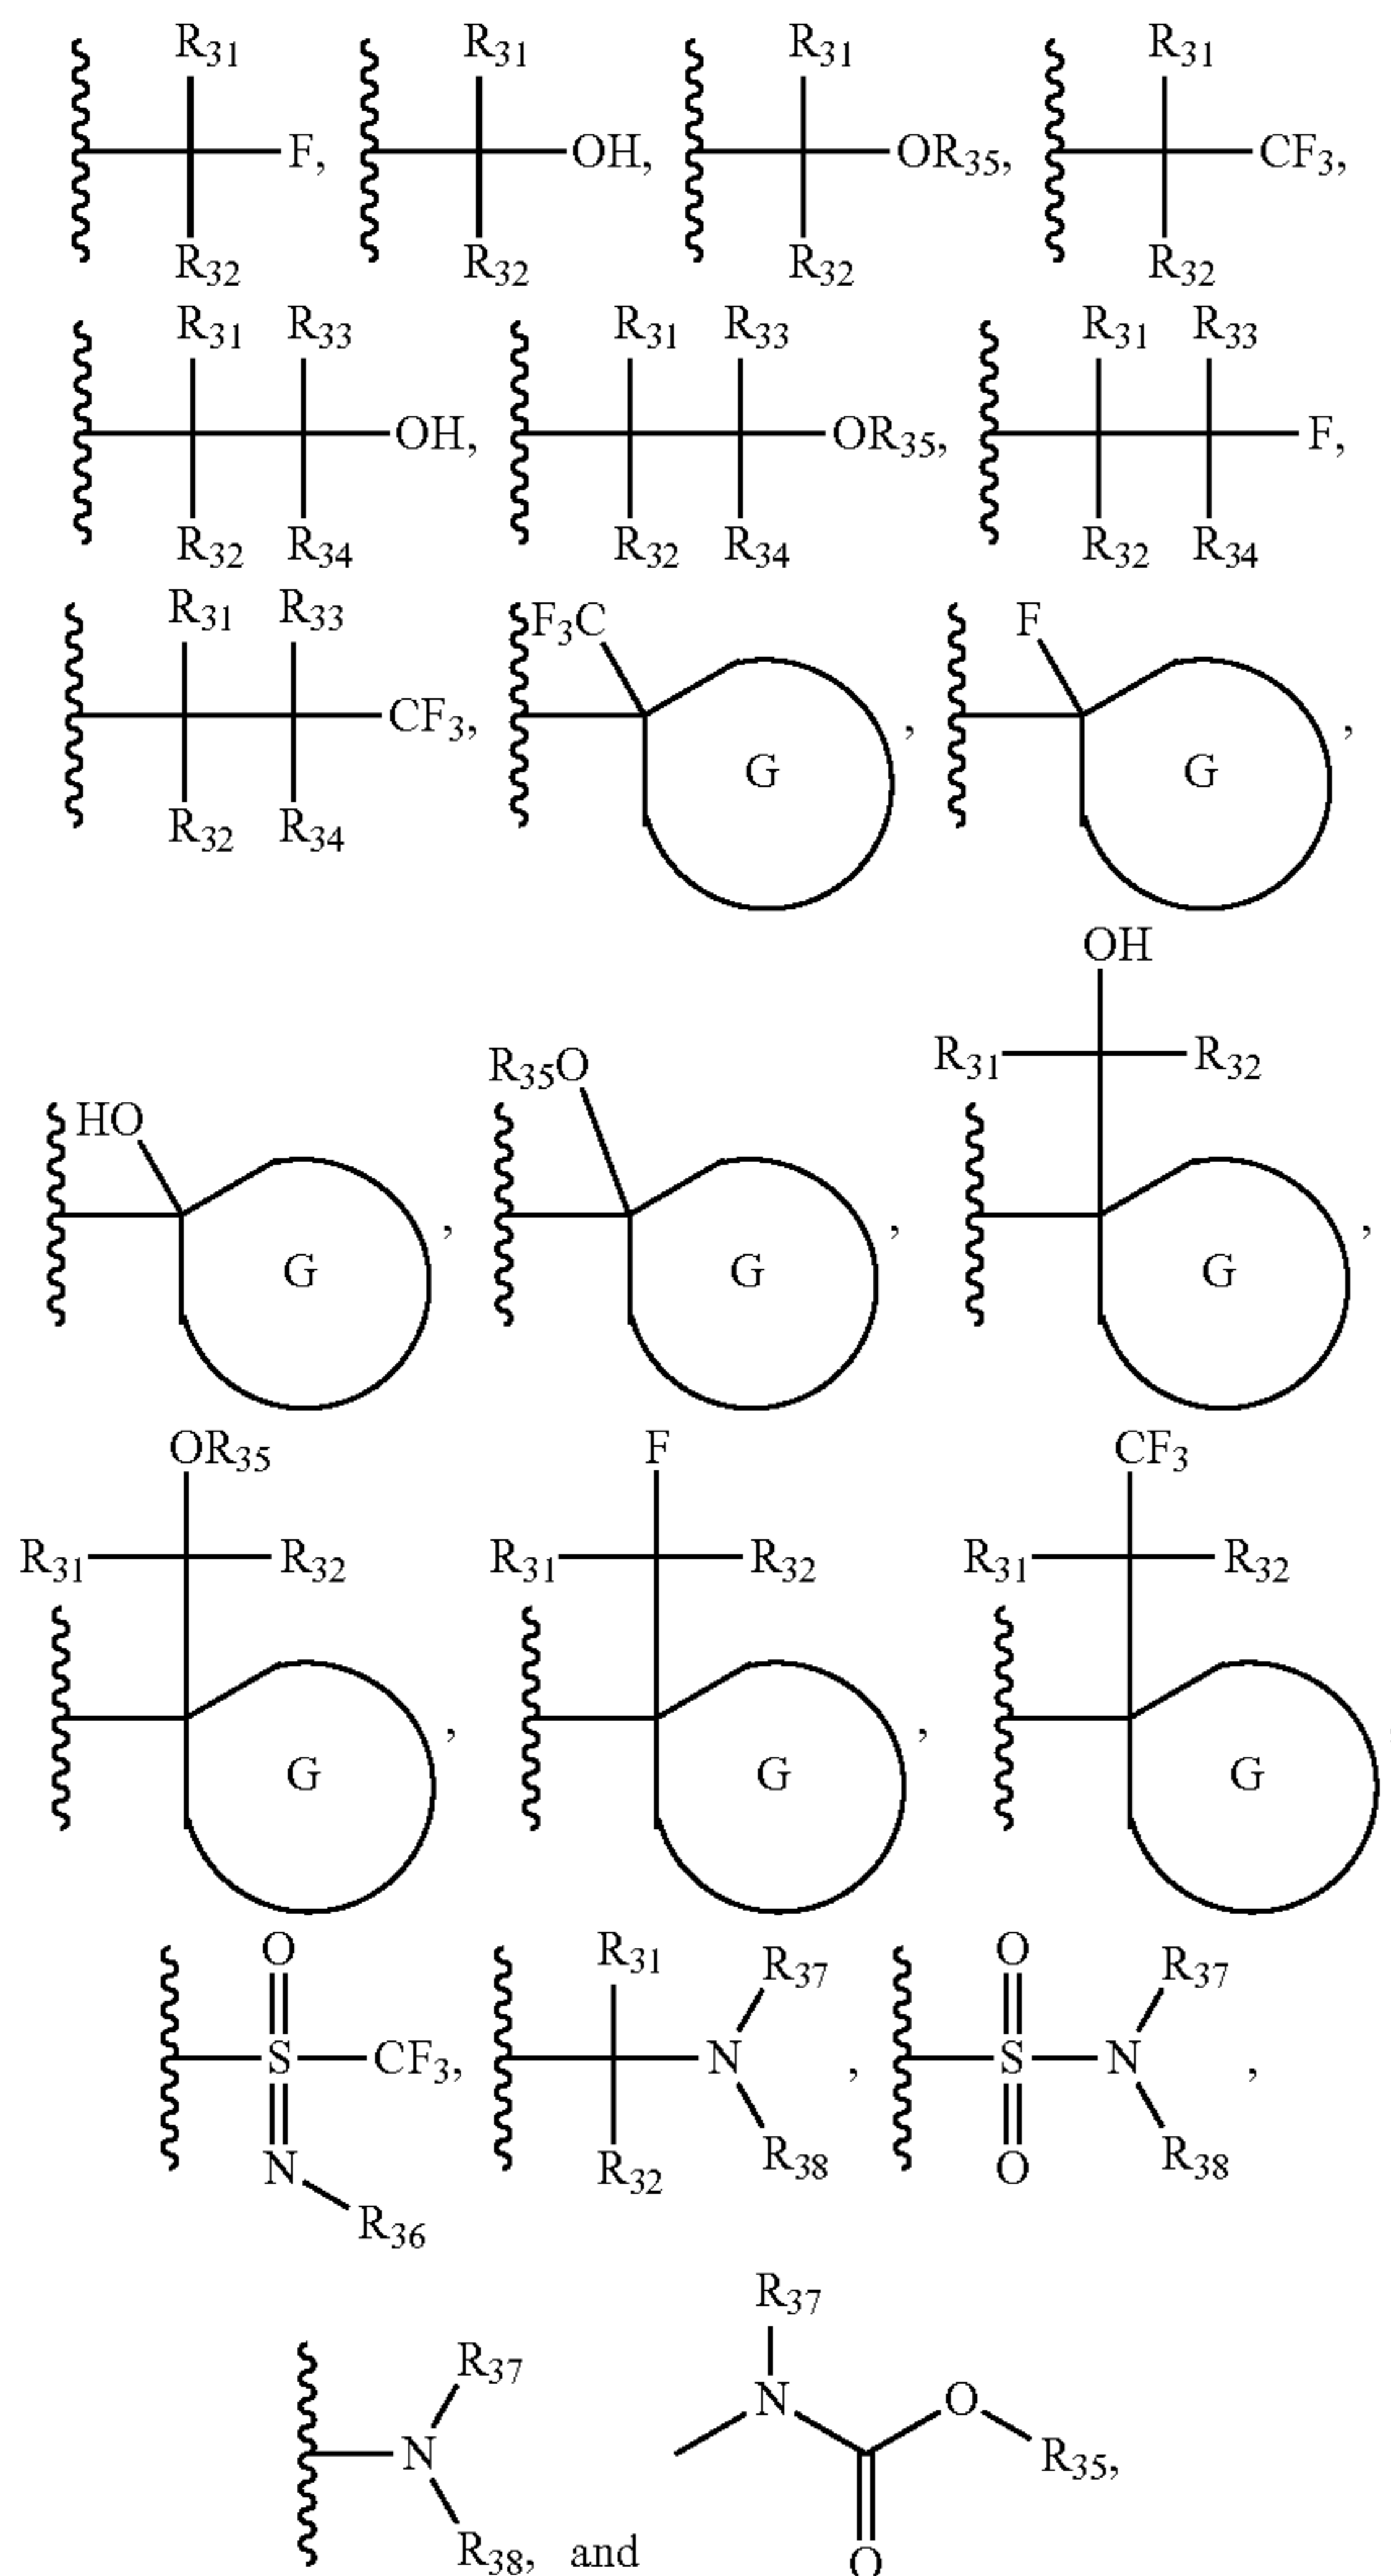 R31 R31 R31 R31
F, OH, OR35, CF3,
R32 R32 R32 R32
R31 R33 R31 R33 R31 R33
OH, OR35, F,
R32 R34 R32 R34 R32 R34
R31 R33 F3C F
CF3, G , G ,
R32 R34
OH
R31 R32
HO R35O
G , G , G ,
OR35 F CF3
R31 R32 R31 R32 R31 R32
G , G , G
O R31 R37 O R37
S CF3, N , S N ,
N R32 R38 O R38
R36
R37
R37 N O
N R35,
R38, and O